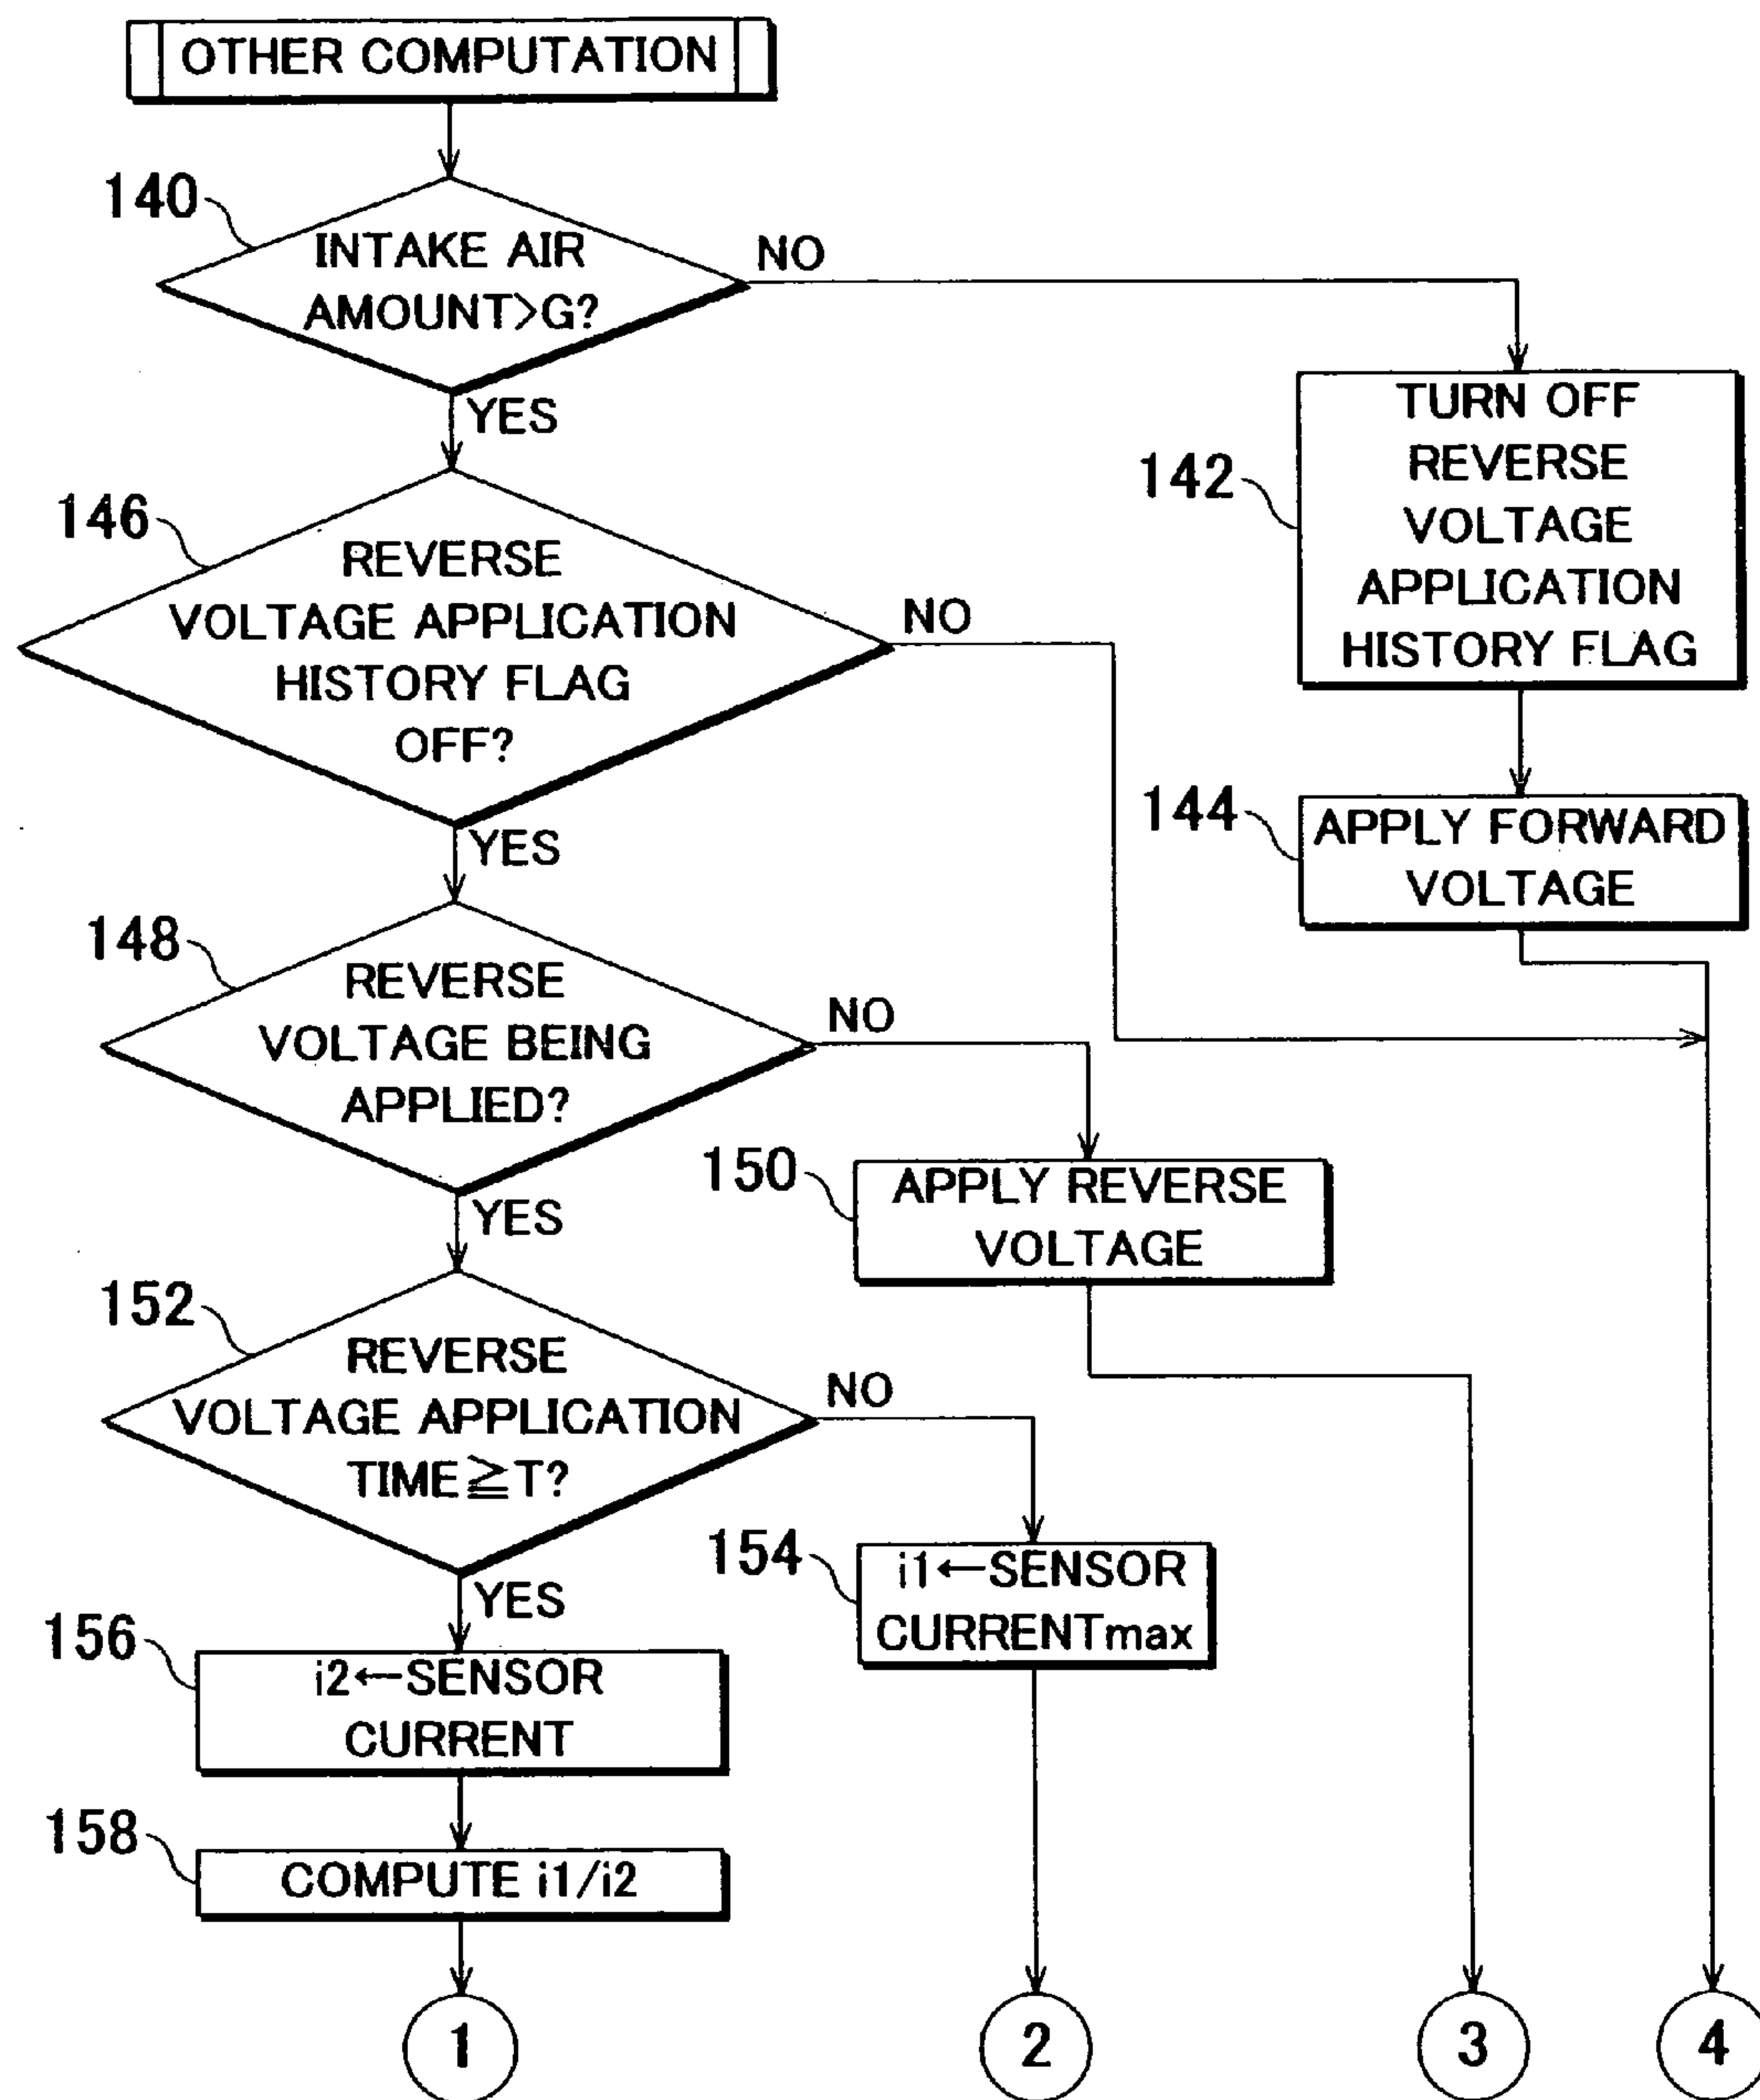 OTHER COMPUTATION
140
INTAKE AIR
AMOUNT>G?
NO
YES
142
TURN OFF
REVERSE
VOLTAGE
APPLICATION
HISTORY FLAG
144
APPLY FORWARD
VOLTAGE
146
REVERSE
VOLTAGE APPLICATION
HISTORY FLAG
OFF?
NO
YES
148
REVERSE
VOLTAGE BEING
APPLIED?
NO
YES
150
APPLY REVERSE
VOLTAGE
152
REVERSE
VOLTAGE APPLICATION
TIME≧T?
NO
YES
154
i1←SENSOR
CURRENTmax
156
i2←SENSOR
CURRENT
158
COMPUTE i1/i2
1
2
3
4